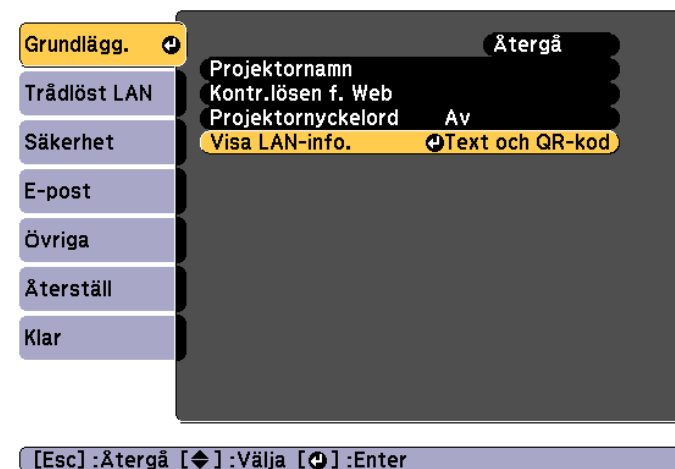 Grundlägg.
Trådlöst LAN
Säkerhet
E-post
Övriga
Återställ
Klar
Återgå
Projektornamn
Kontr.lösen f. Web
Projektornyckelord Av
Visa LAN-info. Text och QR-kod
[Esc] :Återgå [◆] :Välja [⏎] :Enter